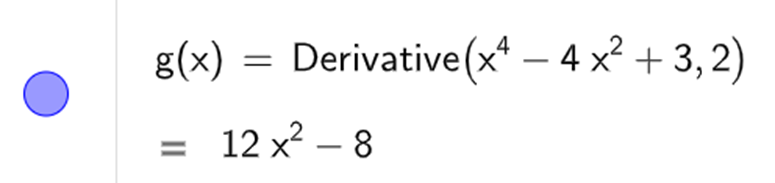 g(x) = Derivative(x⁴ − 4 x² + 3, 2)
= 12 x² − 8